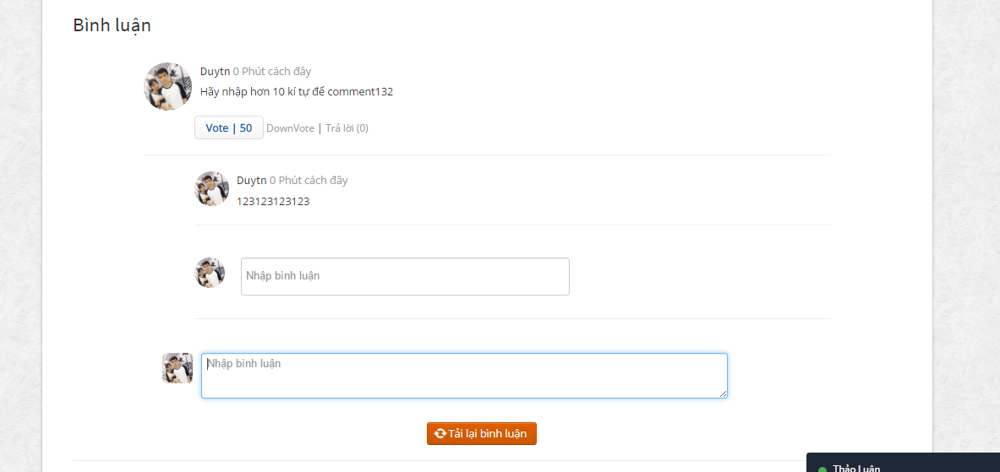 Bình luận
Duytn 0 Phút cách đây
Hãy nhập hơn 10 kí tự để comment132
Vote | 50 DownVote | Trả lời (0)
Duytn 0 Phút cách đây
123123123123
Nhập bình luận
Nhập bình luận
Tải lại bình luận
Thảo Luận